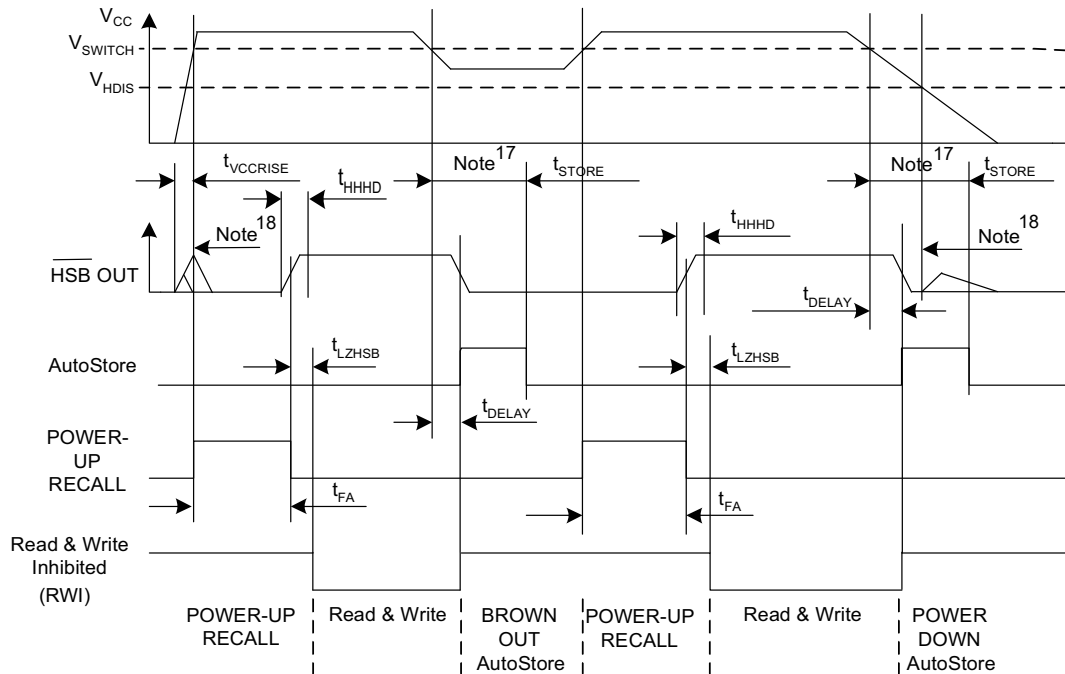 VCC
VSWITCH
VHDIS
tVCCRISE
tHHHD
Note17
tSTORE
Note17
tSTORE
Note18
tHHHD
Note18
HSB OUT
tDELAY
AutoStore
tLZHSB
tLZHSB
tDELAY
POWER-
UP
RECALL
tFA
tFA
Read & Write
Inhibited
(RWI)
POWER-UP
RECALL
Read & Write
BROWN
OUT
AutoStore
POWER-UP
RECALL
Read & Write
POWER
DOWN
AutoStore